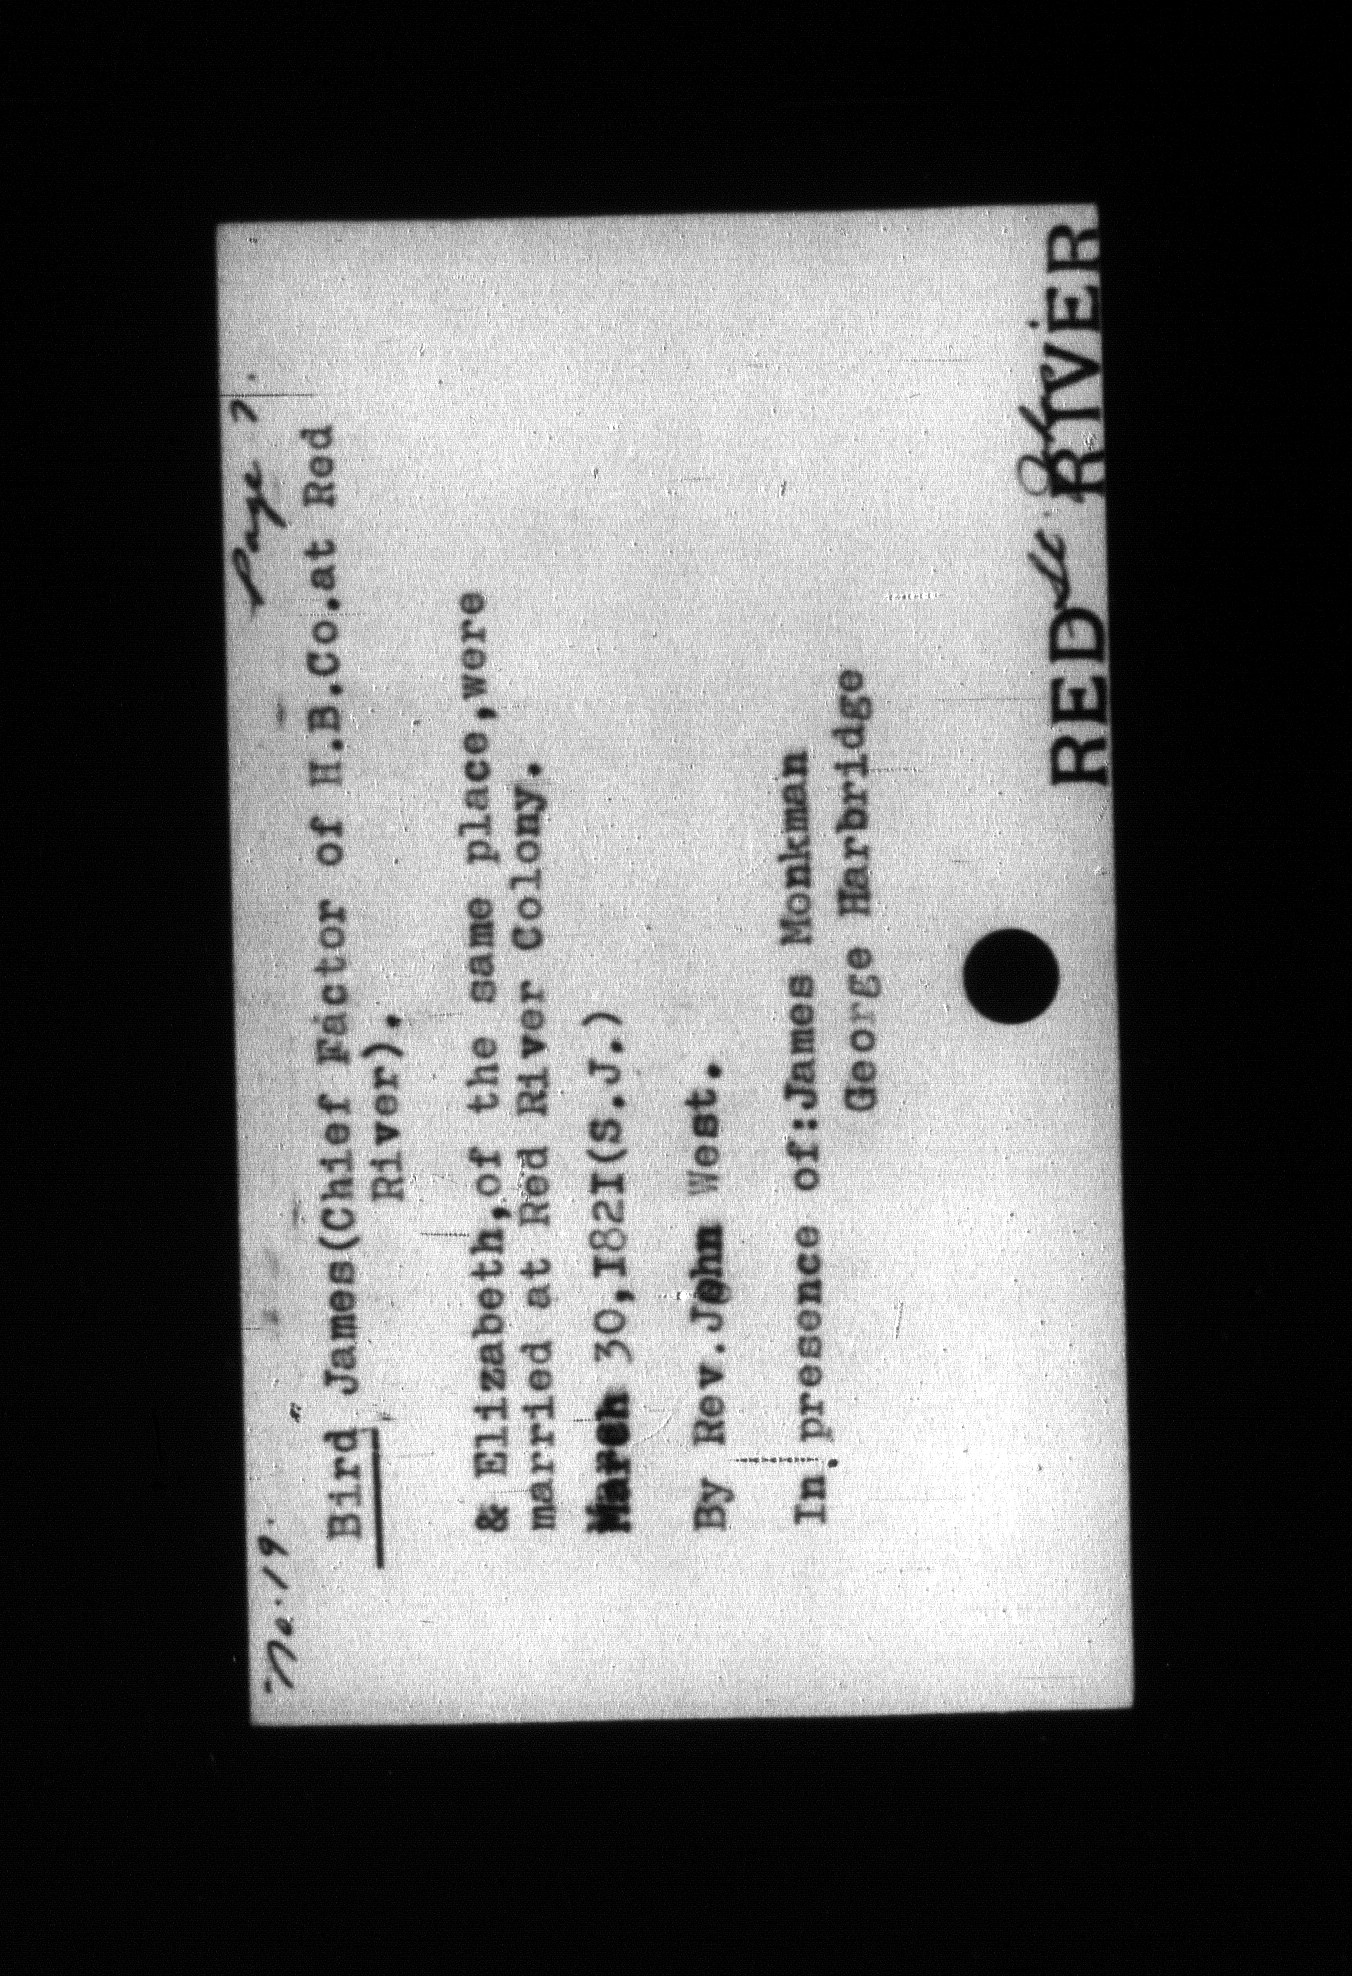 No. 19. Page 7.
Bird James(Chief Factor of H.B.Co.at Red
River).
& Elizabeth,of the same place,were
married at Red River Colony.
March 30,I82I(S.J.)
By Rev.John West.
In presence of:James Monkman
George Harbridge
RED RIVER